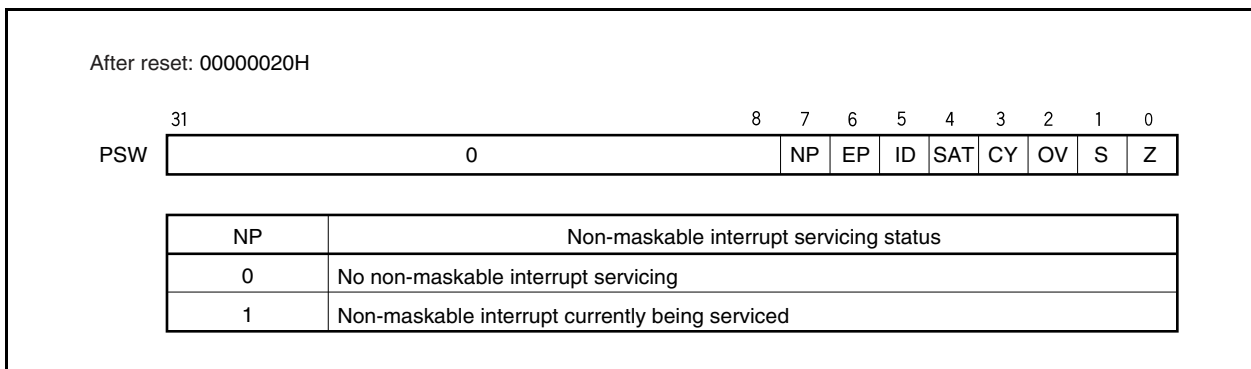 After reset: 00000020H
31 8 7 6 5 4 3 2 1 0
PSW 0 NP EP ID SAT CY OV S Z
NP Non-maskable interrupt servicing status
0 No non-maskable interrupt servicing
1 Non-maskable interrupt currently being serviced